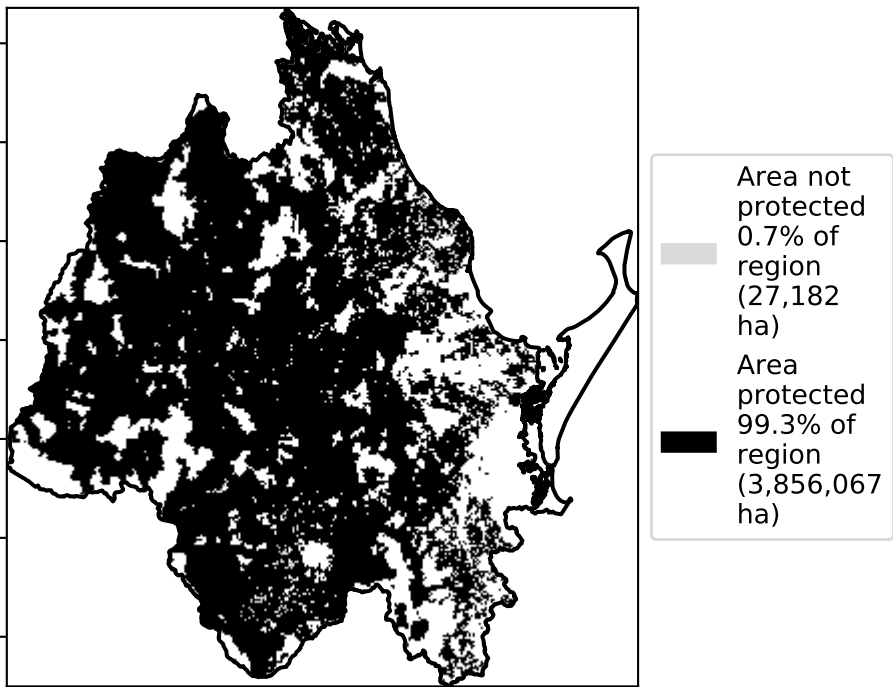 Area not
protected
0.7% of
region
(27,182
ha)
Area
protected
99.3% of
region
(3,856,067
ha)